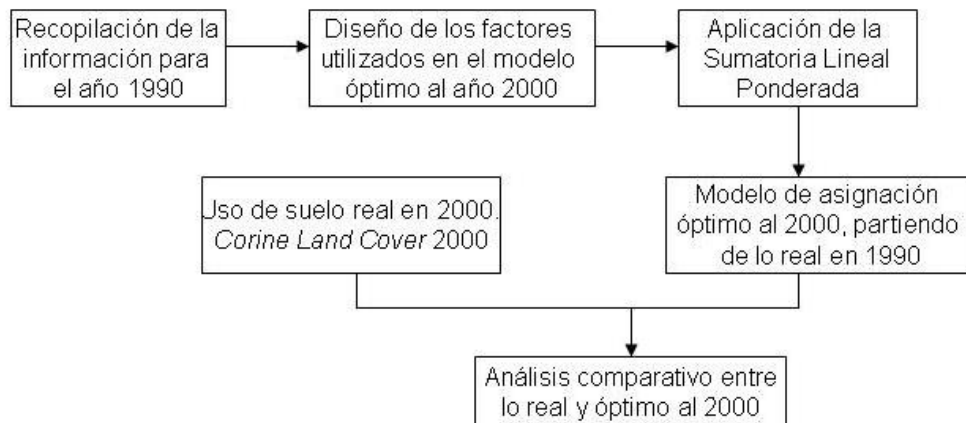 Recopilación de la
información para
el año 1990
Diseño de los factores
utilizados en el modelo
óptimo al año 2000
Aplicación de la
Sumatoria Lineal
Ponderada
Uso de suelo real en 2000.
Corine Land Cover 2000
Modelo de asignación
óptimo al 2000, partiendo
de lo real en 1990
Análisis comparativo entre
lo real y óptimo al 2000